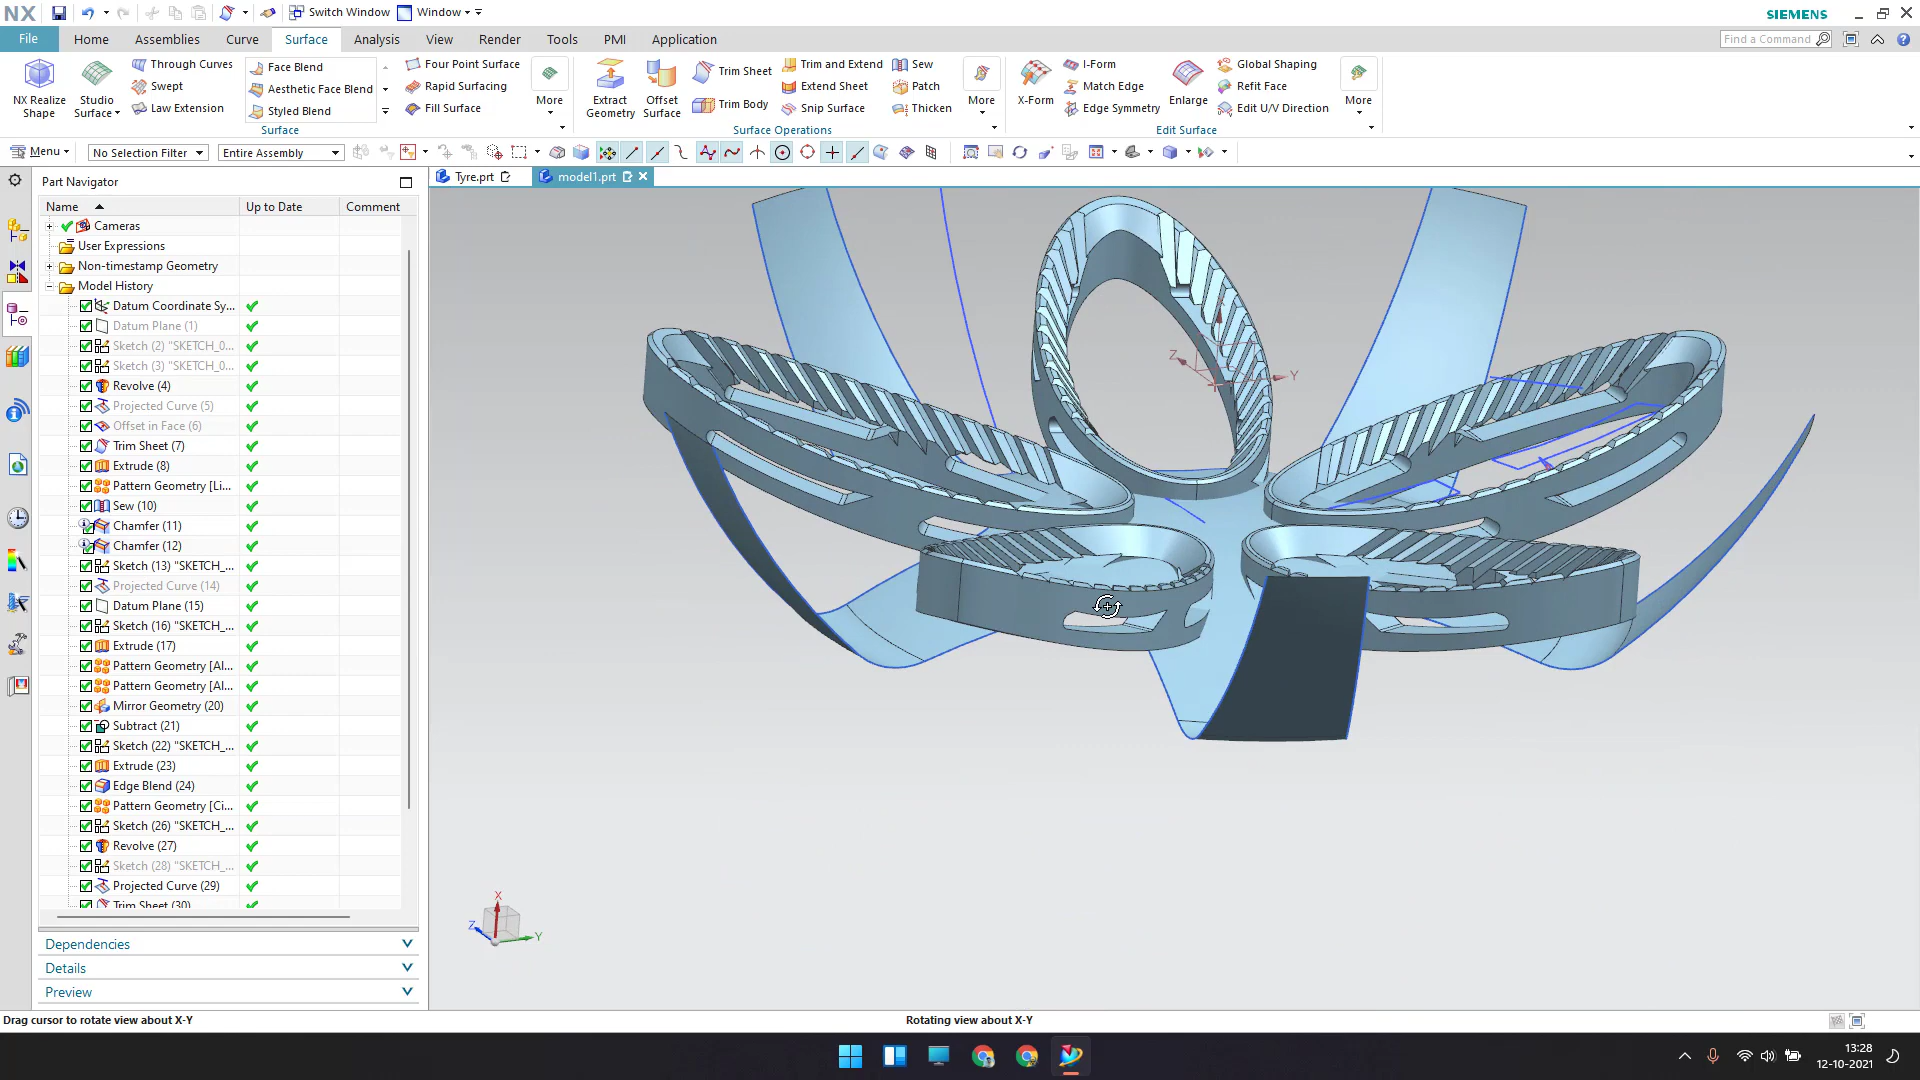 NX
Switch Window
Window
SIEMENS
File
Home
Assemblies
Curve
Surface
Analysis
View
Render
Tools
PMI
Application
Find a Command
NX Realize
Shape
Studio
Surface
Through Curves
Swept
Law Extension
Face Blend
Aesthetic Face Blend
Styled Blend
Four Point Surface
Rapid Surfacing
Fill Surface
More
Surface
Extract
Geometry
Offset
Surface
Trim Sheet
Trim Body
Trim and Extend
Extend Sheet
Snip Surface
Sew
Patch
Thicken
More
Surface Operations
X-Form
I-Form
Match Edge
Edge Symmetry
Enlarge
Global Shaping
Refit Face
Edit U/V Direction
More
Edit Surface
Menu
No Selection Filter
Entire Assembly
Part Navigator
Tyre.prt
model1.prt
Name
Up to Date
Comment
Cameras
User Expressions
Non-timestamp Geometry
Model History
Datum Coordinate Sy...
Datum Plane (1)
Sketch (2) "SKETCH_0...
Sketch (3) "SKETCH_0...
Revolve (4)
Projected Curve (5)
Offset in Face (6)
Trim Sheet (7)
Extrude (8)
Pattern Geometry [Li...
Sew (10)
Chamfer (11)
Chamfer (12)
Sketch (13) "SKETCH_...
Projected Curve (14)
Datum Plane (15)
Sketch (16) "SKETCH_...
Extrude (17)
Pattern Geometry [Al...
Pattern Geometry [Al...
Mirror Geometry (20)
Subtract (21)
Sketch (22) "SKETCH_...
Extrude (23)
Edge Blend (24)
Pattern Geometry [Ci...
Sketch (26) "SKETCH_...
Revolve (27)
Sketch (28) "SKETCH_...
Projected Curve (29)
Trim Sheet (30)
Dependencies
Details
Preview
Z
Y
X
Z
Y
Drag cursor to rotate view about X-Y
Rotating view about X-Y
13:28
12-10-2021